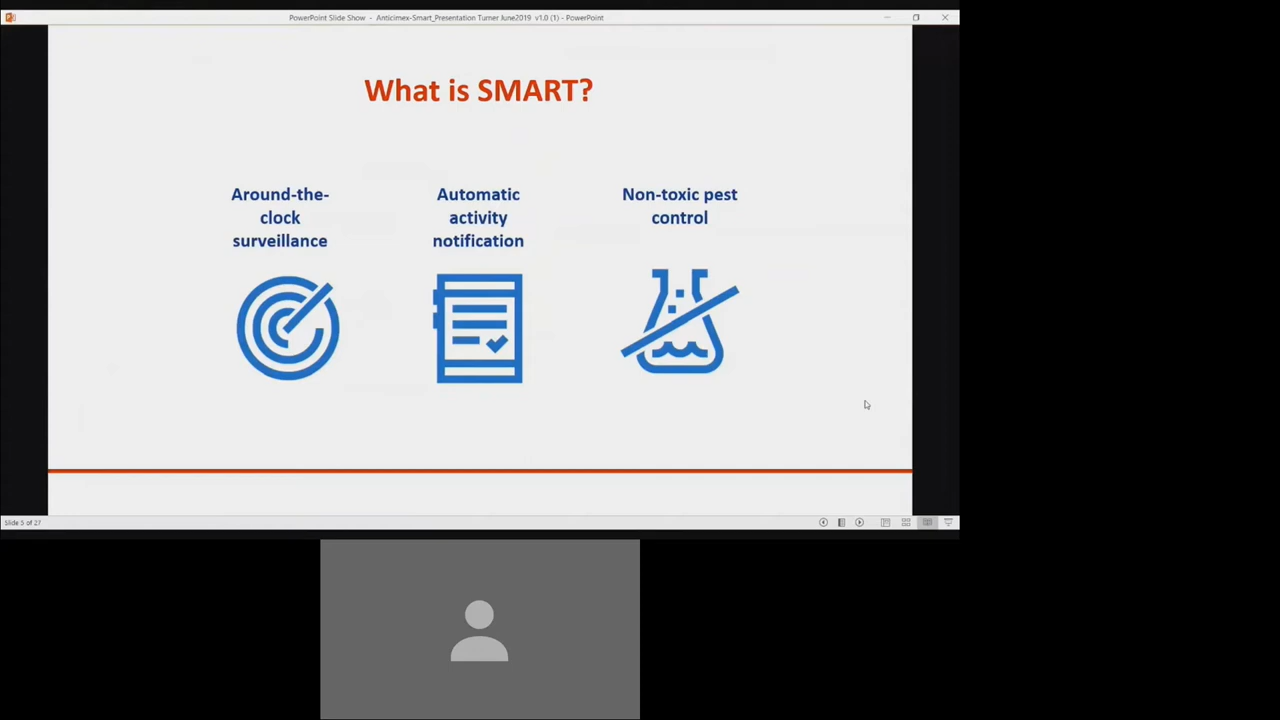 PowerPoint Slide Show - Anticimex-Smart_Presentation Turner June2019 v1.0 (1) - PowerPoint
What is SMART?
Around-the-
clock
surveillance
Automatic
activity
notification
Non-toxic pest
control
Slide 5 of 27